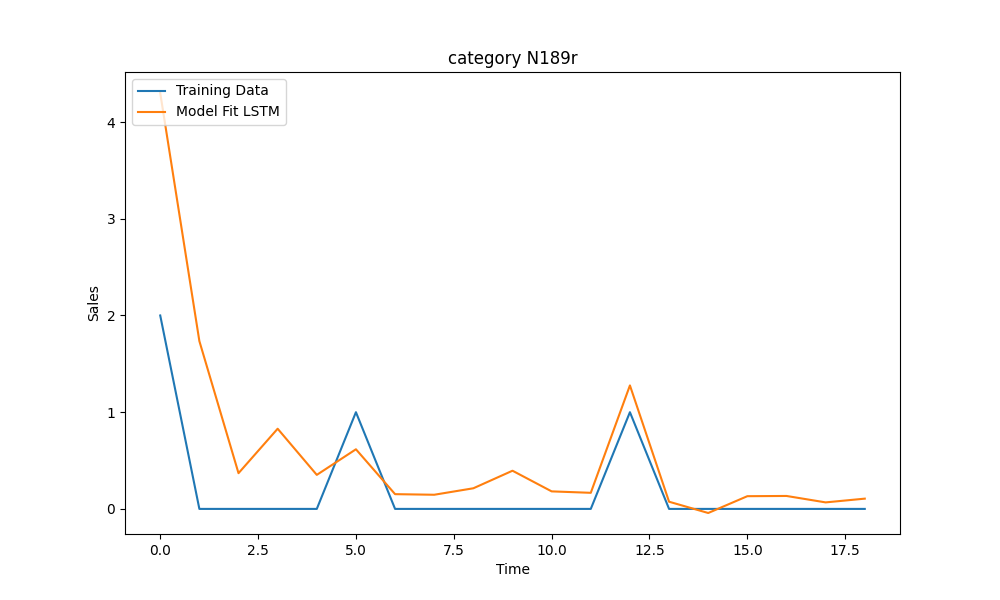 category N189r
Training Data
Model Fit LSTM
4
3
2
1
0
Sales
0.0 2.5 5.0 7.5 10.0 12.5 15.0 17.5
Time